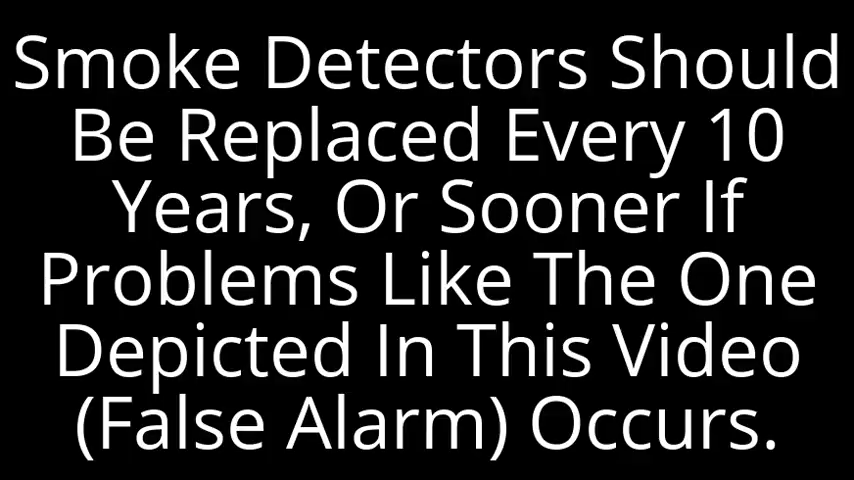 Smoke Detectors Should
Be Replaced Every 10
Years, Or Sooner If
Problems Like The One
Depicted In This Video
(False Alarm) Occurs.